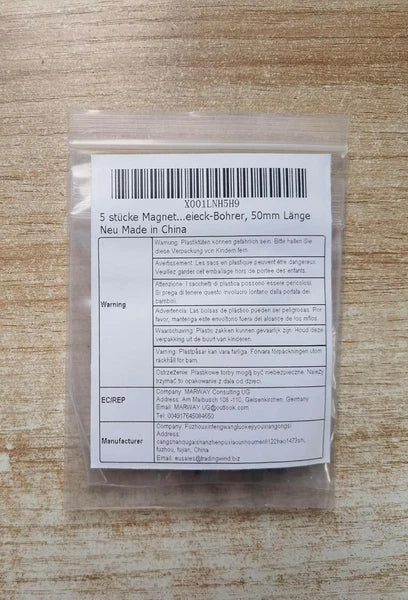 X001LNH5H9
5 stücke Magnet...eieck-Bohrer, 50mm Länge
Neu Made in China
Warning
Warnung: Plastiktüten können gefährlich sein. Bitte halten Sie
diese Verpackung von Kindern fern.
Avertissement: Les sacs en plastique peuvent être dangereux.
Veuillez garder cet emballage hors de portée des enfants.
Attenzione: I sacchetti di plastica possono essere pericolosi.
Si prega di tenere questo involucro lontano dalla portata dei
bambini.
Advertencia: Las bolsas de plástico pueden ser peligrosas. Por
favor, mantenga este envoltorio fuera del alcance de los niños.
Waarschuwing: Plastic zakken kunnen gevaarlijk zijn. Houd deze
verpakking uit de buurt van kinderen.
Varning: Plastpåsar kan vara farliga. Förvara förpackningen utom
räckhåll för barn.
Ostrzeżenie: Plastikowe torby mogą być niebezpieczne. Należy
trzymać to opakowanie z dala od dzieci.
EC/REP
Company: MARWAY Consulting UG
Address: Am Maibusch 108 -110, Gelsenkirchen, Germany
Email: MARWAY UG@outlook.com
Tel: 004917645084650
Manufacturer
Company: Fuzhouxinfengwangluokejiyouxiangongsi
Address:
cangshanqugaishanzhenpuxiacunhoumenli122hao1473shi,
fuzhou, fujian, China
Email: eusales@tradingwind.biz